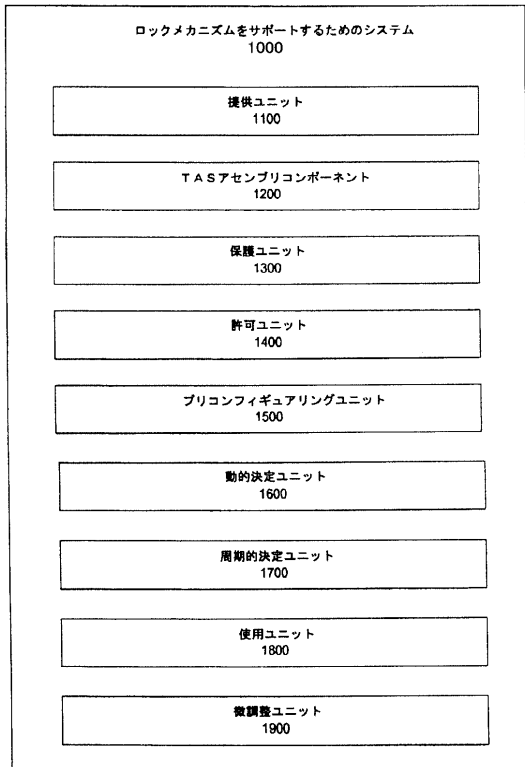 ロックメカニズムをサポートするためのシステム
1000
提供ユニット
1100
TASアセンブリコンポーネント
1200
保護ユニット
1300
許可ユニット
1400
プリコンフィギュアリングユニット
1500
動的決定ユニット
1600
周期的決定ユニット
1700
使用ユニット
1800
微調整ユニット
1900